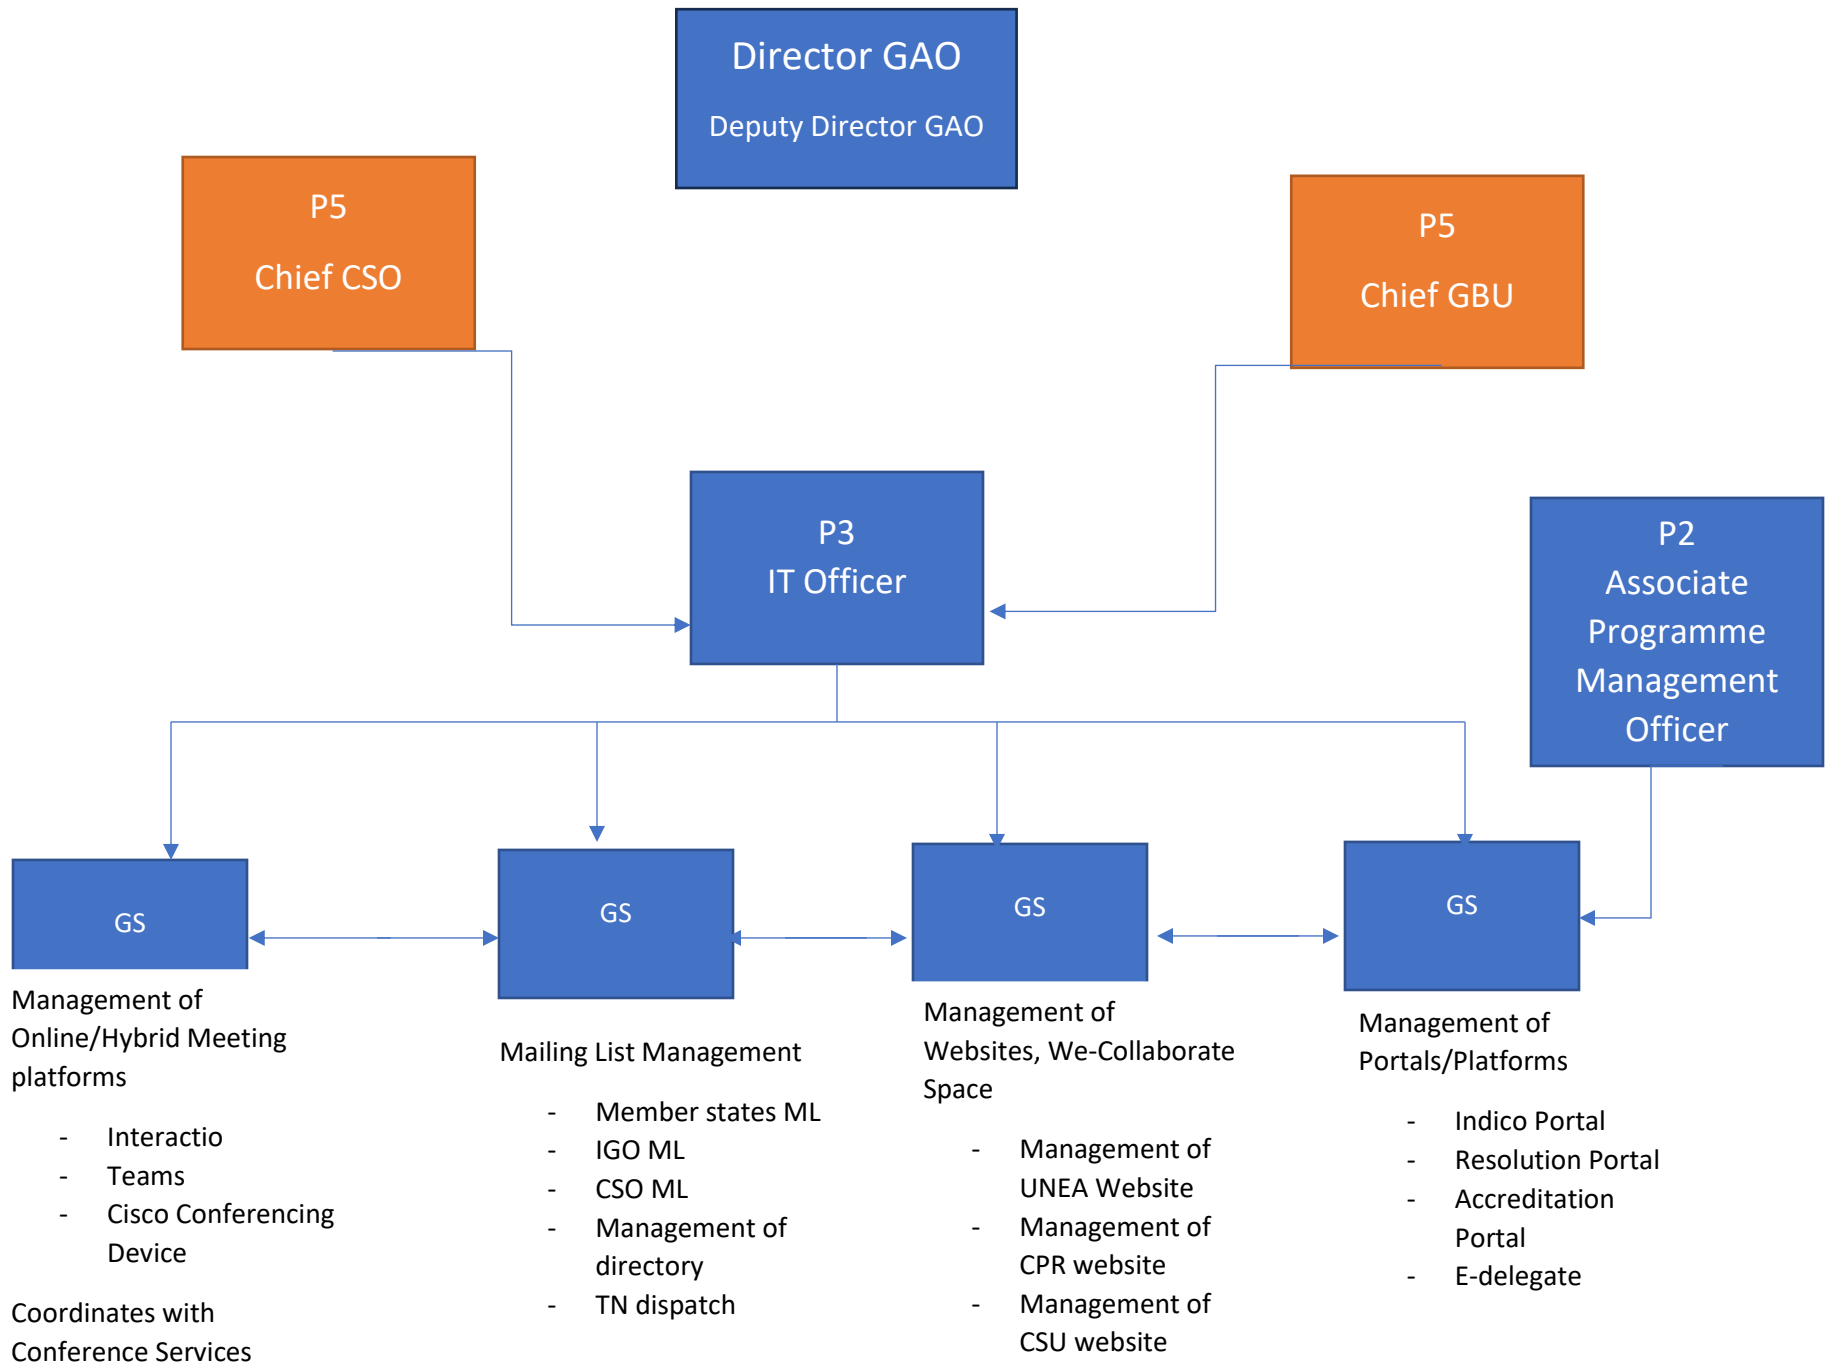 Director GAO
Deputy Director GAO
P5
Chief CSO
P5
Chief GBU
P3
IT Officer
P2
Associate
Programme
Management
Officer
GS
GS
GS
GS
Management of
Online/Hybrid Meeting
platforms
- Interactio
- Teams
- Cisco Conferencing
Device
Coordinates with
Conference Services
Mailing List Management
- Member states ML
- IGO ML
- CSO ML
- Management of
directory
- TN dispatch
Management of
Websites, We-Collaborate
Space
- Management of
UNEA Website
- Management of
CPR website
- Management of
CSU website
Management of
Portals/Platforms
- Indico Portal
- Resolution Portal
- Accreditation
Portal
- E-delegate